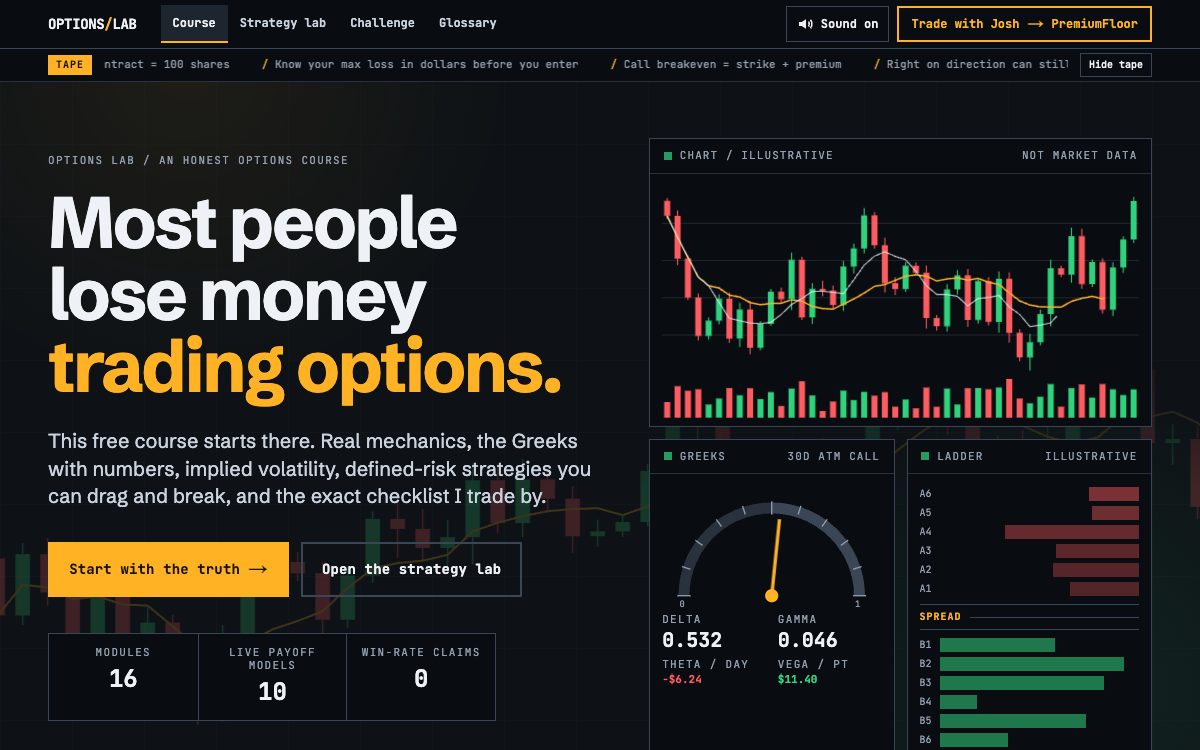 OPTIONS/LAB
Course
Strategy lab
Challenge
Glossary
Sound on
Trade with Josh → PremiumFloor
TAPE
ntract = 100 shares
/ Know your max loss in dollars before you enter
/ Call breakeven = strike + premium
/ Right on direction can still
Hide tape
OPTIONS LAB / AN HONEST OPTIONS COURSE
Most people
lose money
trading options.
This free course starts there. Real mechanics, the Greeks
with numbers, implied volatility, defined-risk strategies you
can drag and break, and the exact checklist I trade by.
Start with the truth →
Open the strategy lab
MODULES
16
LIVE PAYOFF
MODELS
10
WIN-RATE CLAIMS
0
CHART / ILLUSTRATIVE
NOT MARKET DATA
GREEKS
30D ATM CALL
0
1
DELTA
0.532
GAMMA
0.046
THETA / DAY
-$6.24
VEGA / PT
$11.40
LADDER
ILLUSTRATIVE
A6
A5
A4
A3
A2
A1
SPREAD
B1
B2
B3
B4
B5
B6